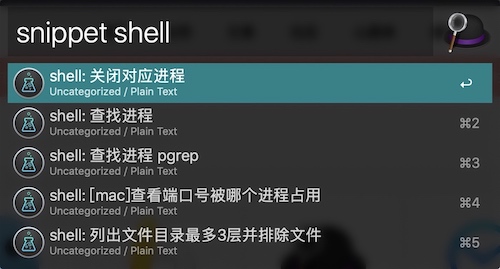 snippet shell
shell: 关闭对应进程
Uncategorized / Plain Text
↩
shell: 查找进程
Uncategorized / Plain Text
⌘2
shell: 查找进程 pgrep
Uncategorized / Plain Text
⌘3
shell: [mac]查看端口号被哪个进程占用
Uncategorized / Plain Text
⌘4
shell: 列出文件目录最多3层并排除文件
Uncategorized / Plain Text
⌘5